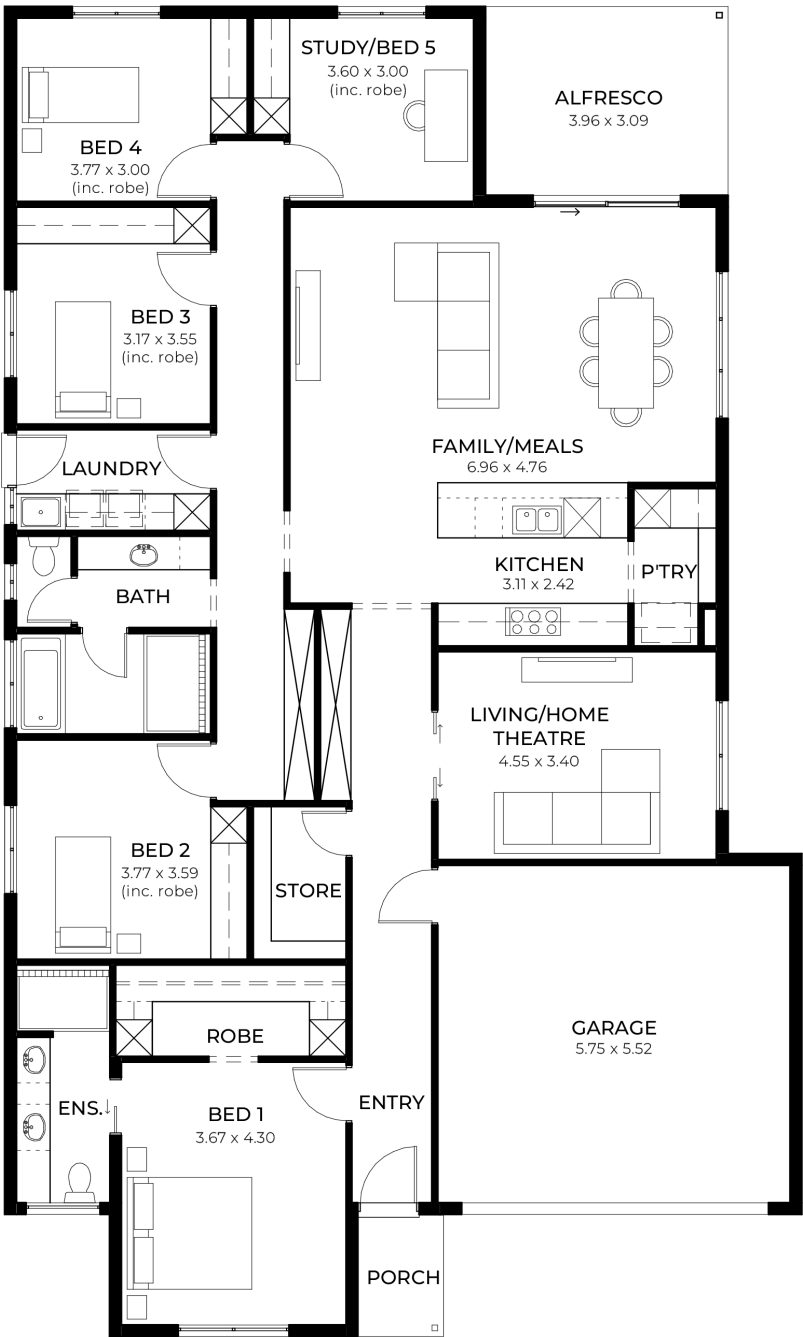 STUDY/BED 5
3.60 x 3.00
(inc. robe)
ALFRESCO
3.96 x 3.09
BED 4
3.77 x 3.00
(inc. robe)
BED 3
3.17 x 3.55
(inc. robe)
FAMILY/MEALS
6.96 x 4.76
LAUNDRY
KITCHEN
3.11 x 2.42
P'TRY
BATH
LIVING/HOME
THEATRE
4.55 x 3.40
BED 2
3.77 x 3.59
(inc. robe)
STORE
ROBE
GARAGE
5.75 x 5.52
ENS.
BED 1
3.67 x 4.30
ENTRY
PORCH